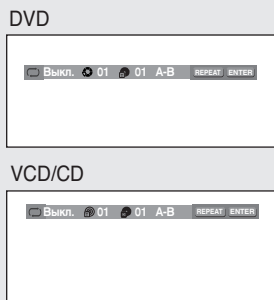 DVD
Выкл. 01 01 A-B REPEAT ENTER
VCD/CD
Выкл. 01 01 A-B REPEAT ENTER